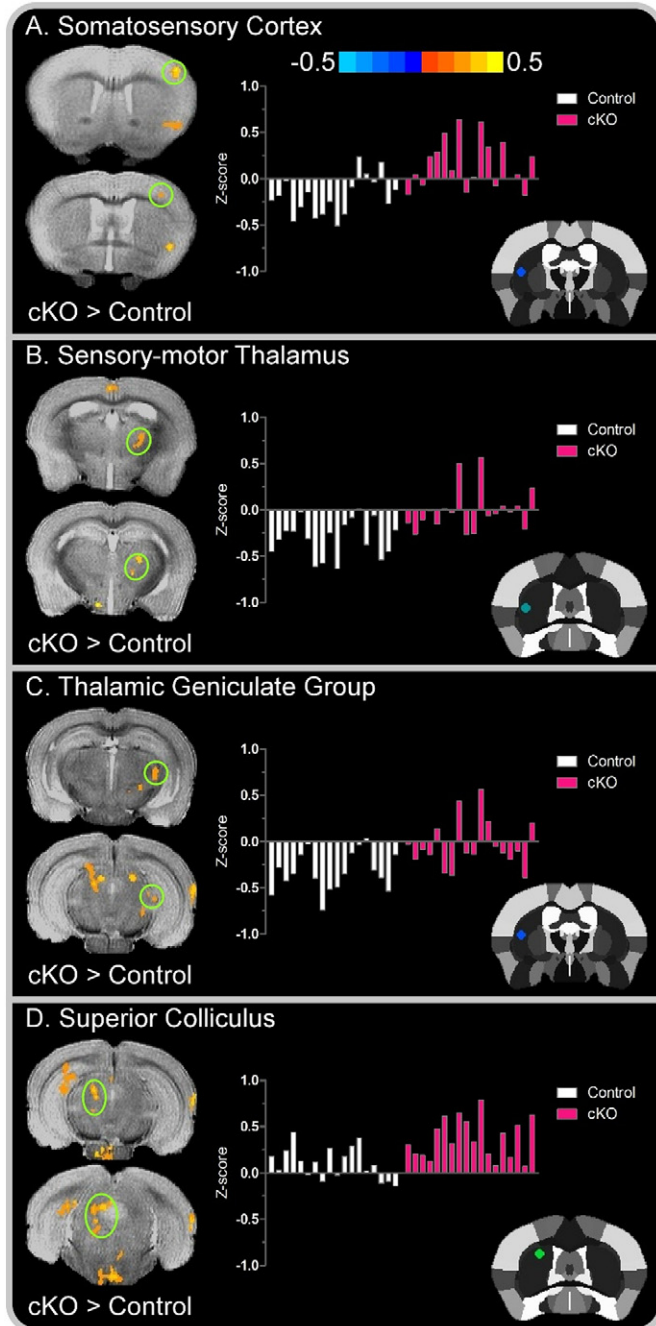 A. Somatosensory Cortex
-0.5 0.5
1.0
0.5
0.0
-0.5
-1.0
Z-score
Control
cKO
cKO > Control
B. Sensory-motor Thalamus
1.0
0.5
0.0
-0.5
-1.0
Z-score
Control
cKO
cKO > Control
C. Thalamic Geniculate Group
1.0
0.5
0.0
-0.5
-1.0
Z-score
Control
cKO
cKO > Control
D. Superior Colliculus
1.0
0.5
0.0
-0.5
-1.0
Z-score
Control
cKO
cKO > Control